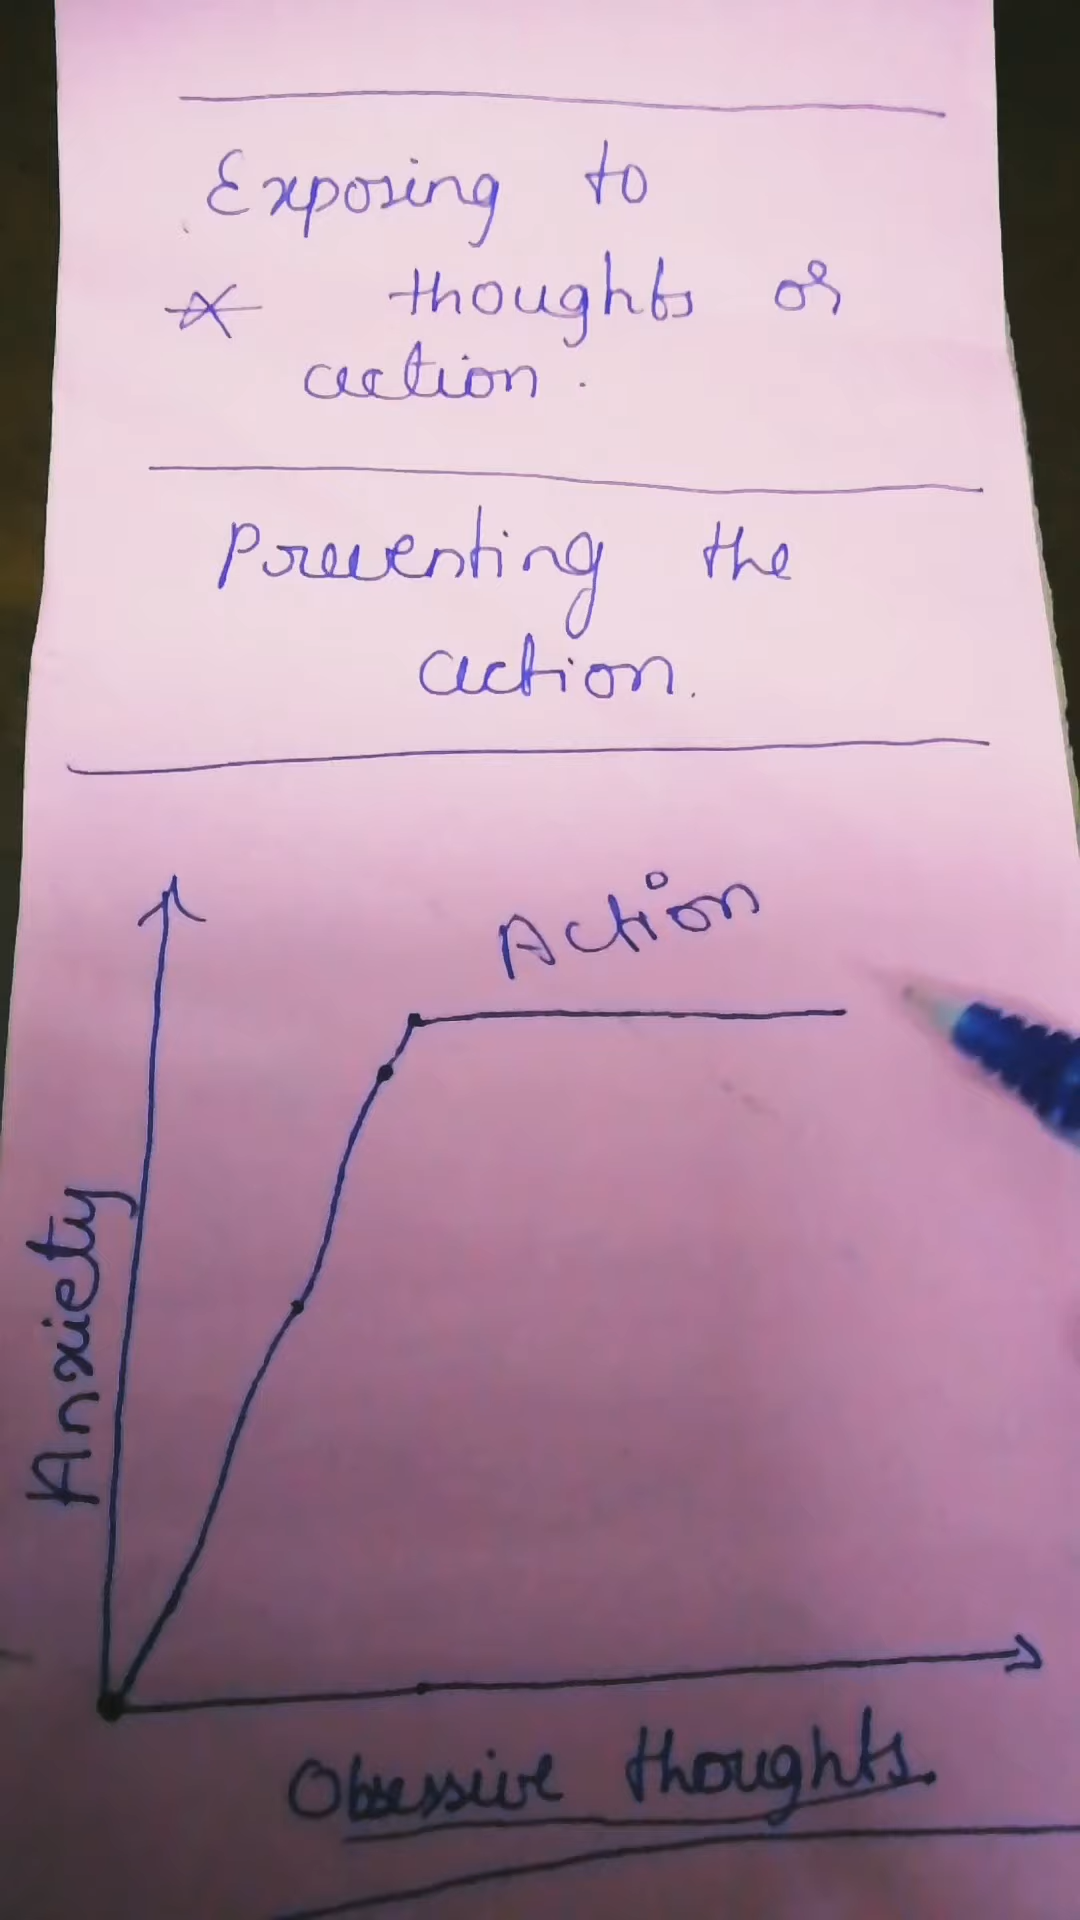 Exposing to
* thoughts or
action.
Preventing the
action.
Action
Anxiety
Obsessive thoughts.